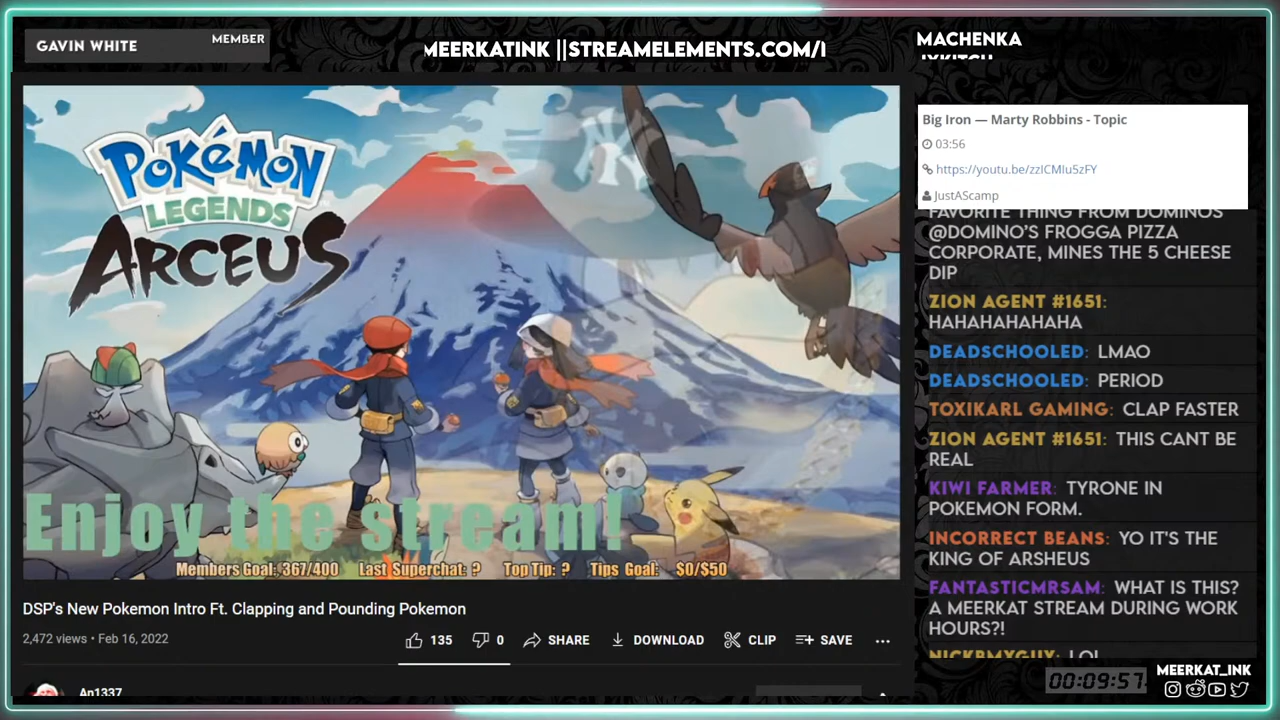 GAVIN WHITE
MEMBER
MEERKATINK ||STREAMELEMENTS.COM/
MACHENKA
Big Iron — Marty Robbins - Topic
03:56
https://youtu.be/zzICMIu5zFY
JustAScamp
POKÉMON
LEGENDS
ARCEUS
Enjoy the stream!
Members Goal: 367/400 Last Superchat: ? Top Tip: ? Tips Goal: $0/$50
DSP's New Pokemon Intro Ft. Clapping and Pounding Pokemon
2,472 views • Feb 16, 2022
135 0 SHARE DOWNLOAD CLIP SAVE ...
An1337
FAVORITE THING FROM DOMINOS
@DOMINO'S FROGGA PIZZA
CORPORATE, MINES THE 5 CHEESE
DIP
ZION AGENT #1651:
HAHAHAHAHAHA
DEADSCHOOLED: LMAO
DEADSCHOOLED: PERIOD
TOXIKARL GAMING: CLAP FASTER
ZION AGENT #1651: THIS CANT BE
REAL
KIWI FARMER: TYRONE IN
POKEMON FORM.
INCORRECT BEANS: YO IT'S THE
KING OF ARSHEUS
FANTASTICMRSAM: WHAT IS THIS?
A MEERKAT STREAM DURING WORK
HOURS?!
NICKBMXGUY: LOL
00:09:57
MEERKAT_INK